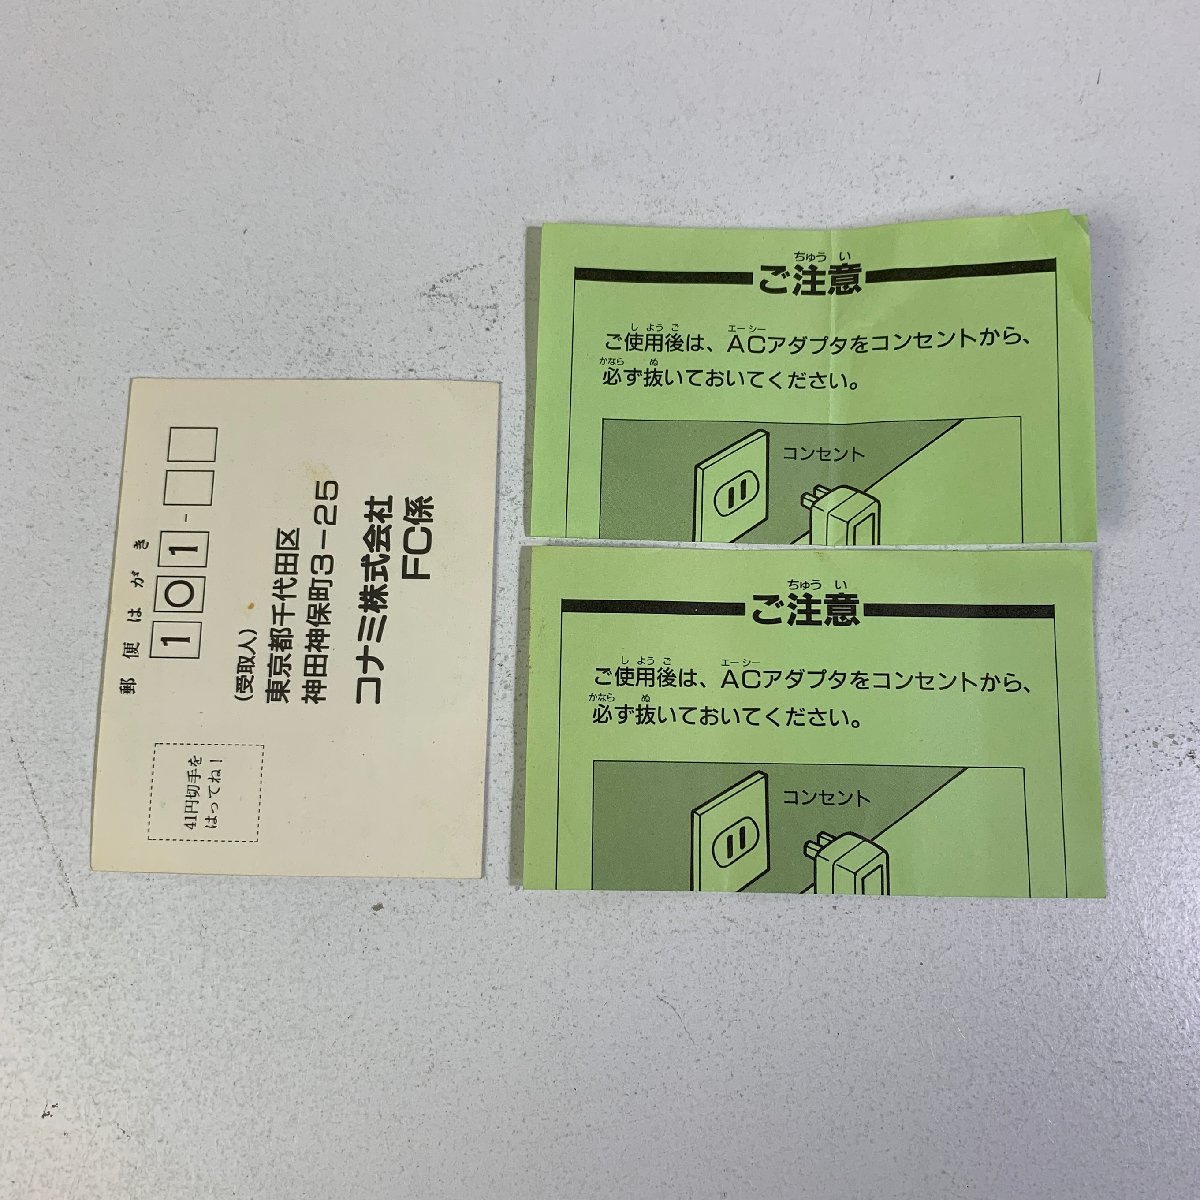 郵便はがき
101-
(受取人)
東京都千代田区
神田神保町3-25
コナミ株式会社
FC係
41円切手を
はってね!
ちゅうい
ご注意
しようご エーシー
ご使用後は、ACアダプタをコンセントから、
かなら ぬ
必ず抜いておいてください。
コンセント
ちゅうい
ご注意
しようご エーシー
ご使用後は、ACアダプタをコンセントから、
かなら ぬ
必ず抜いておいてください。
コンセント